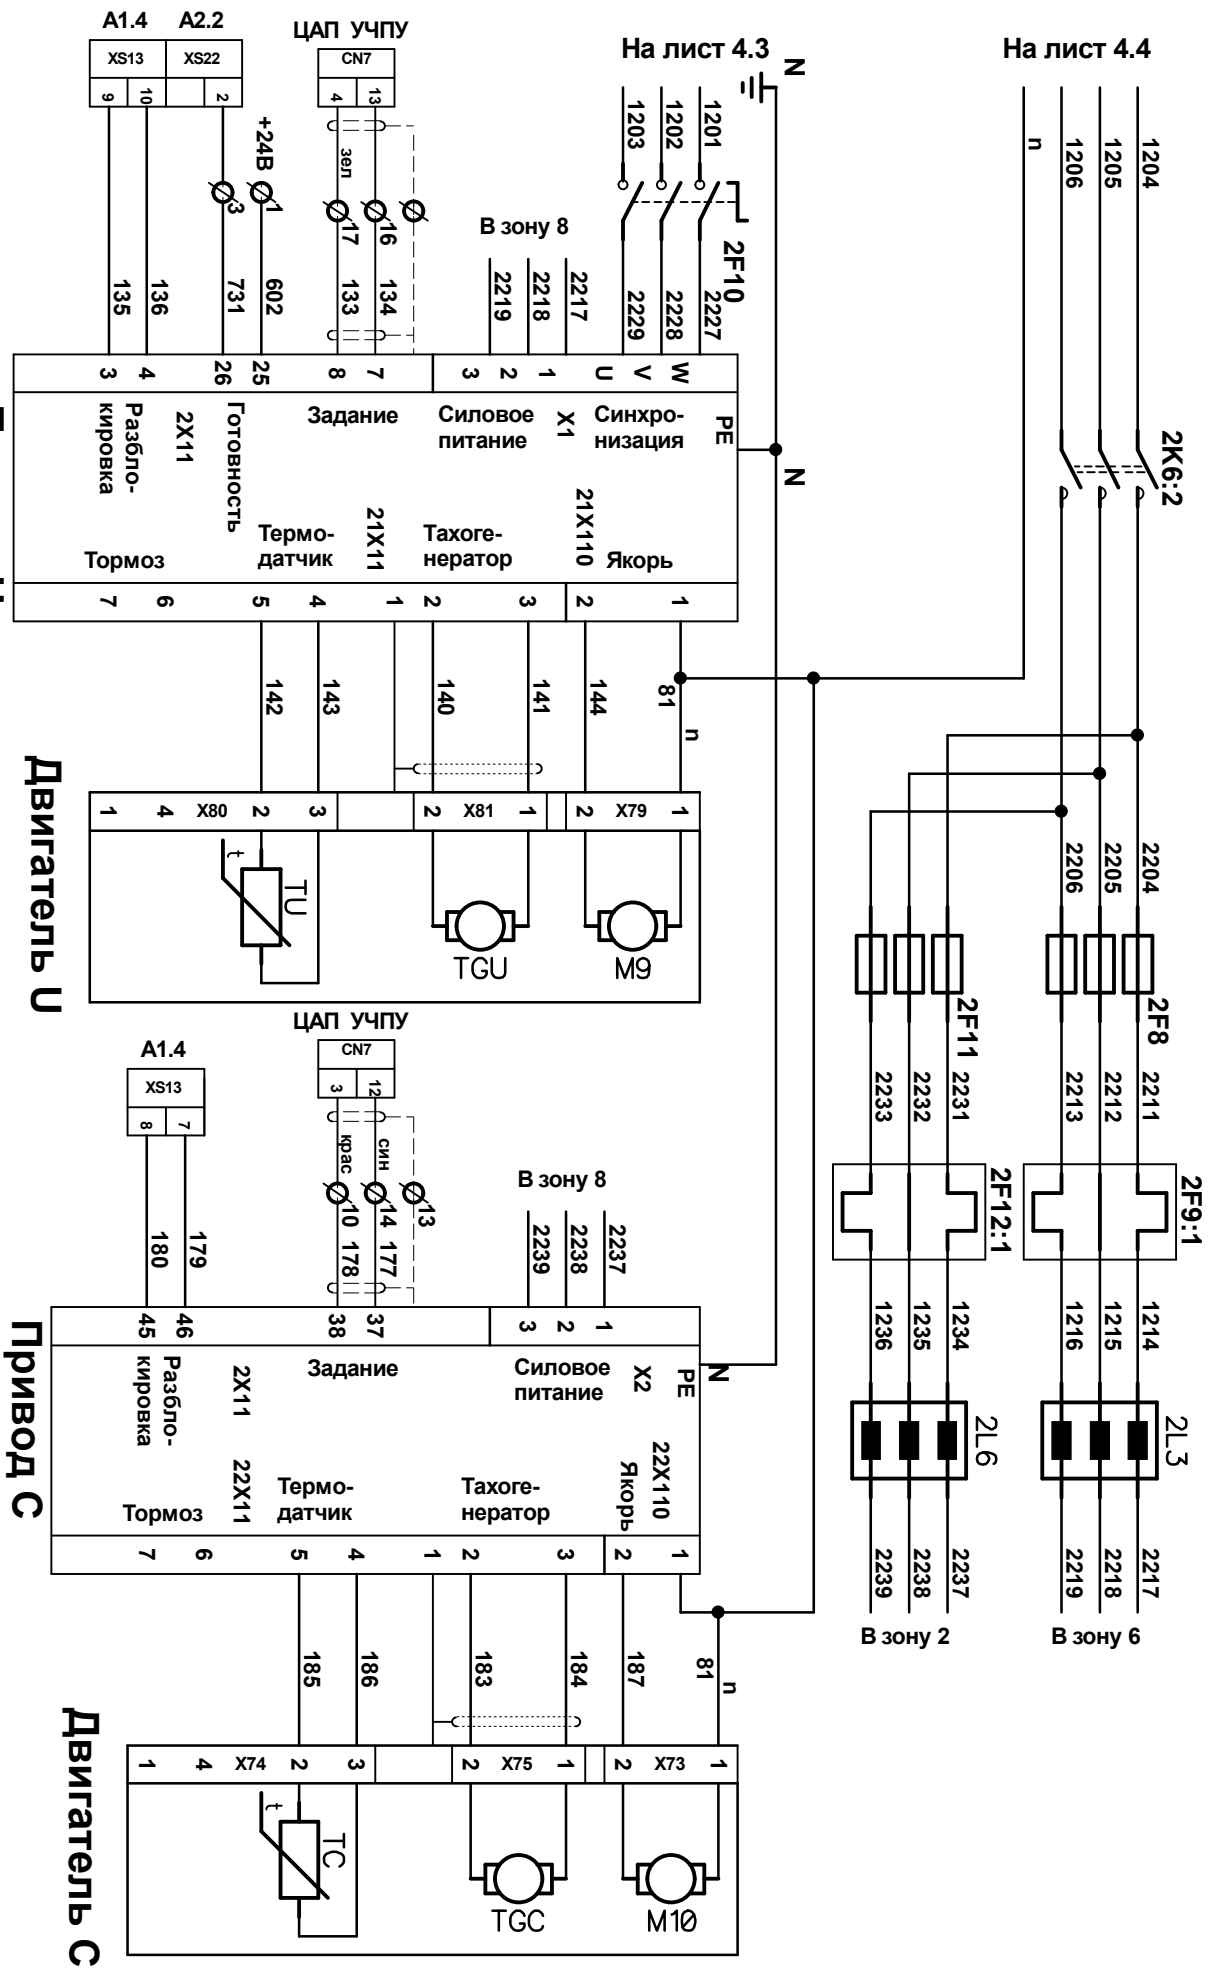 A1.4
A2.2
XS13
XS22
9
10
2
ЦАП УЧПУ
CN7
4
13
На лист 4.3
N
На лист 4.4
1203
1202
1201
n
1206
1205
1204
+24В
3
1
зел
17
16
В зону 8
2F10
135
136
731
602
133
134
2219
2218
2217
2229
2228
2227
2K6:2
3
4
26
25
8
7
3
2
1
U
V
W
PE
N
Разбло-
кировка
2X11
Готовность
Задание
Силовое
питание
X1
Синхро-
низация
Тормоз
Термо-
датчик
21X11
Тахоге-
нератор
21X110
Якорь
7
6
5
4
1
2
3
2
1
142
143
140
141
144
81
n
Двигатель U
1
4
X80
2
3
2
X81
1
2
X79
1
t
TU
TGU
M9
2206
2205
2204
2F11
2F8
2233
2232
2231
2213
2212
2211
2F12:1
2F9:1
A1.4
XS13
8
7
ЦАП УЧПУ
CN7
3
12
крас
син
10
14
13
В зону 8
180
179
178
177
2239
2238
2237
1236
1235
1234
1216
1215
1214
2L6
2L3
Привод С
45
46
38
37
3
2
1
N
PE
Разбло-
кировка
2X11
Задание
Силовое
питание
X2
Тормоз
22X11
Термо-
датчик
Тахоге-
нератор
Якорь
22X110
7
6
5
4
1
2
3
2
1
2239
2238
2237
2219
2218
2217
В зону 2
В зону 6
185
186
183
184
187
81
n
Двигатель С
1
4
X74
2
3
2
X75
1
2
X73
1
t
TC
TGC
M10